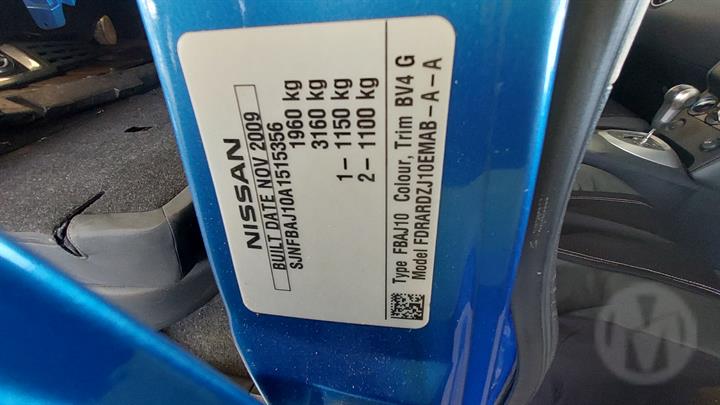 NISSAN
BUILT DATE NOV 2009
SJNFBAJ10A1515356
1960 kg
3160 kg
1-1150 kg
2-1100 kg
Type FBAJ10 Colour, Trim BV4 G
Model FDRARDZJ10EMAB-A-A